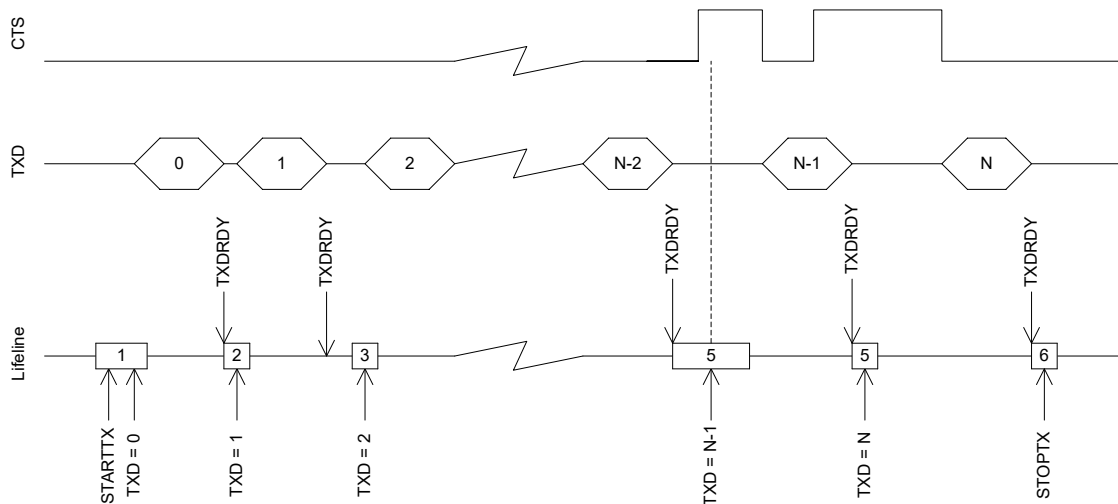 CTS
TXD
0
1
2
N-2
N-1
N
TXDRDY
TXDRDY
TXDRDY
TXDRDY
TXDRDY
Lifeline
1
2
3
5
5
6
STARTTX
TXD = 0
TXD = 1
TXD = 2
TXD = N-1
TXD = N
STOPTX